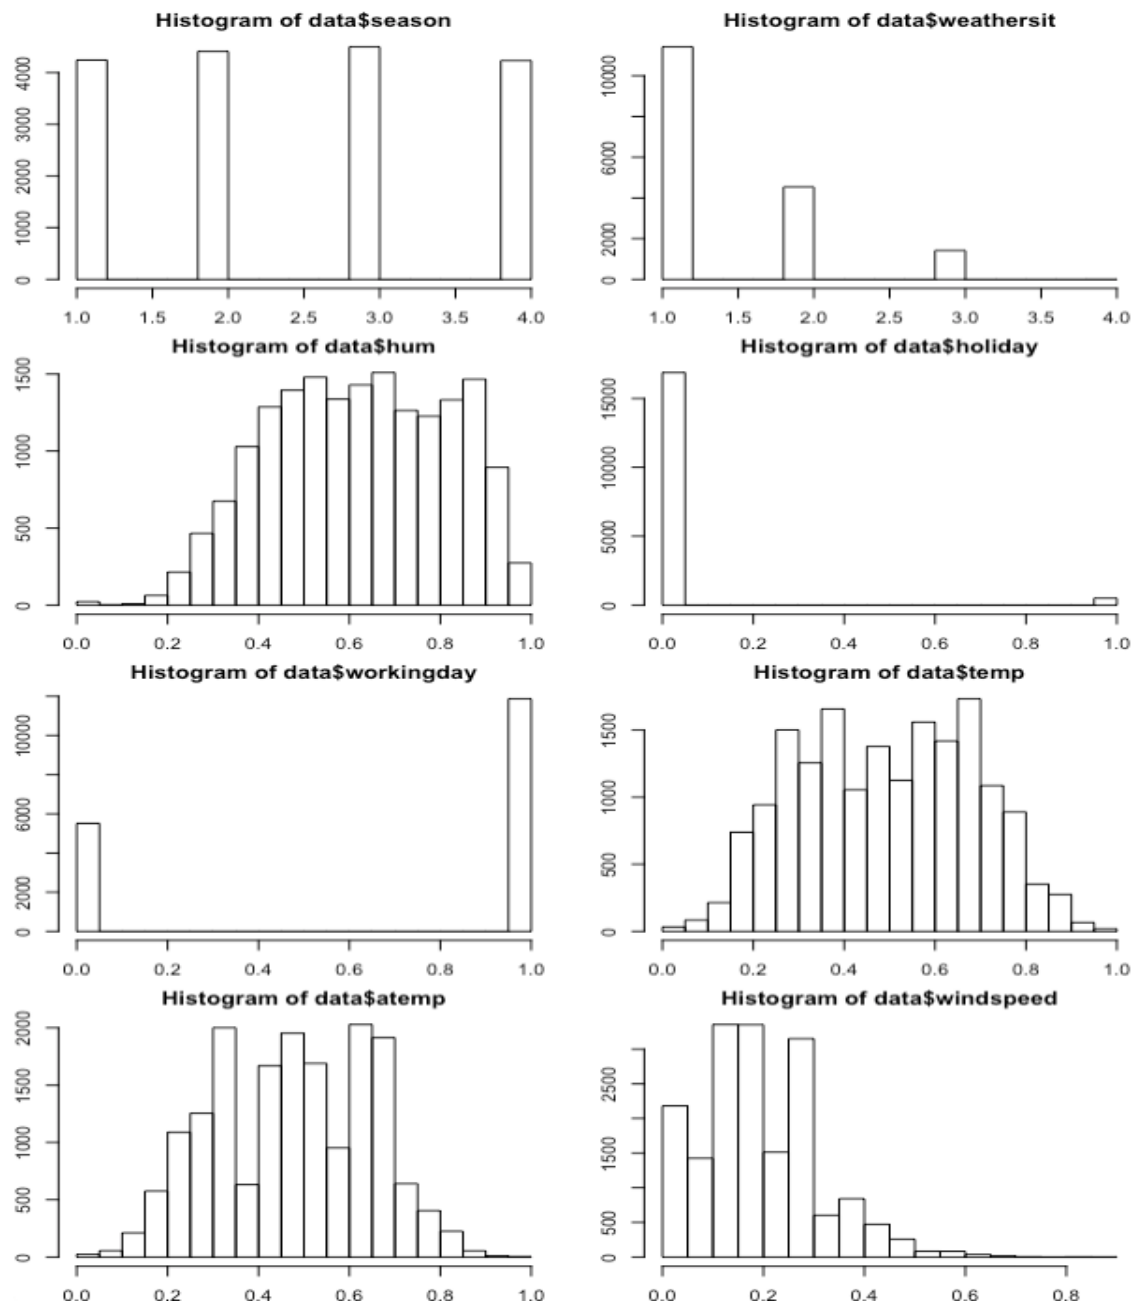 Histogram of data$season
0 1000 2000 3000 4000
1.0 1.5 2.0 2.5 3.0 3.5 4.0
Histogram of data$weathersit
0 2000 6000 10000
1.0 1.5 2.0 2.5 3.0 3.5 4.0
Histogram of data$hum
0 500 1000 1500
0.0 0.2 0.4 0.6 0.8 1.0
Histogram of data$holiday
0 5000 10000 15000
0.0 0.2 0.4 0.6 0.8 1.0
Histogram of data$workingday
0 2000 6000 10000
0.0 0.2 0.4 0.6 0.8 1.0
Histogram of data$temp
0 500 1000 1500
0.0 0.2 0.4 0.6 0.8 1.0
Histogram of data$atemp
0 500 1000 1500 2000
0.0 0.2 0.4 0.6 0.8 1.0
Histogram of data$windspeed
0 500 1500 2500
0.0 0.2 0.4 0.6 0.8